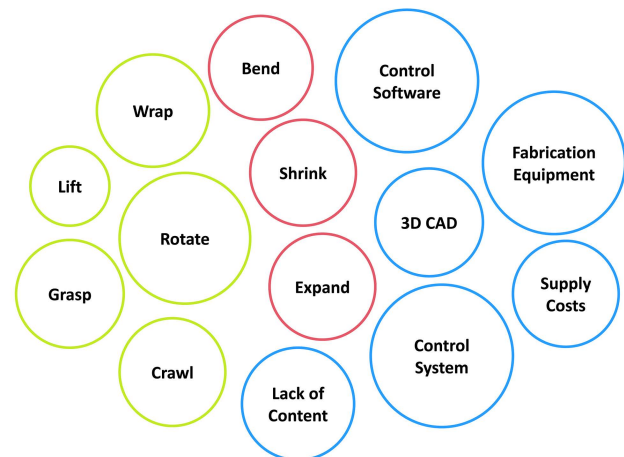 Bend
Control
Software
Wrap
Fabrication
Equipment
Shrink
Lift
3D CAD
Rotate
Grasp
Expand
Supply
Costs
Control
System
Crawl
Lack of
Content